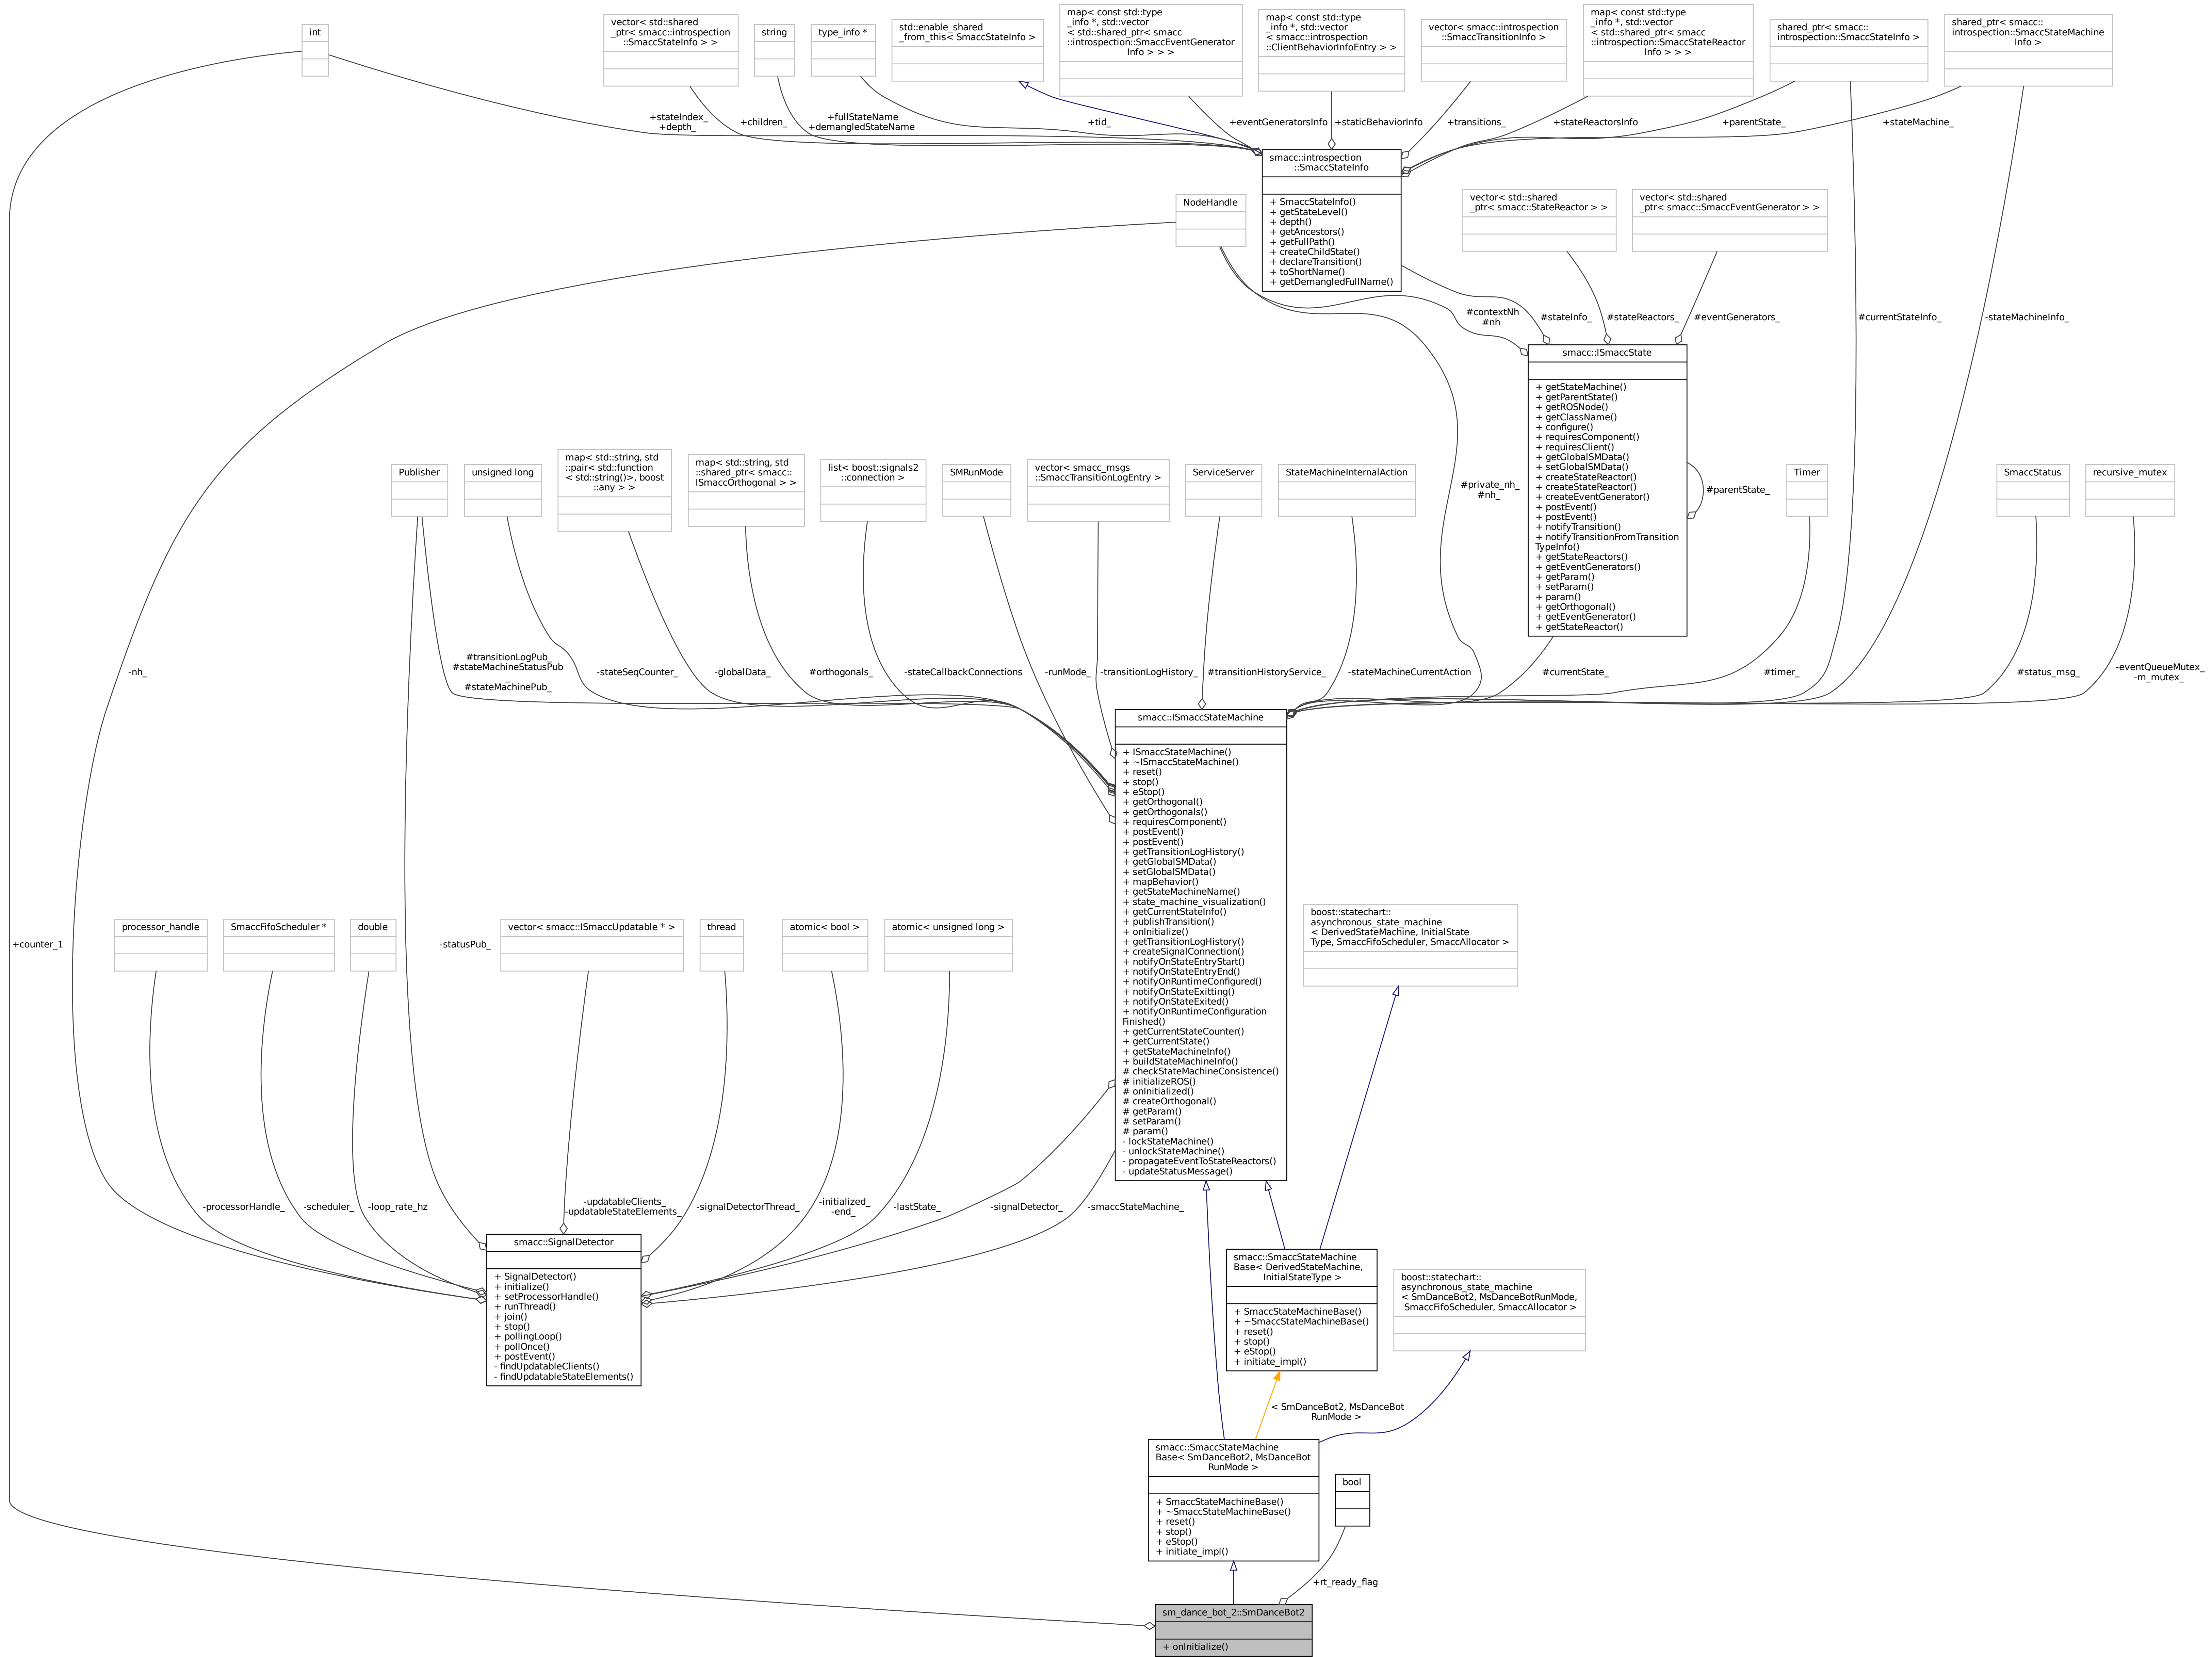 int
vector< std::shared
_ptr< smacc::introspection
::SmaccStateInfo > >
string
type_info *
std::enable_shared
_from_this< SmaccStateInfo >
map< const std::type
_info *, std::vector
< std::shared_ptr< smacc
::introspection::SmaccEventGenerator
Info > > >
map< const std::type
_info *, std::vector
< smacc::introspection
::ClientBehaviorInfoEntry > >
vector< smacc::introspection
::SmaccTransitionInfo >
map< const std::type
_info *, std::vector
< std::shared_ptr< smacc
::introspection::SmaccStateReactor
Info > > >
shared_ptr< smacc::
introspection::SmaccStateInfo >
shared_ptr< smacc::
introspection::SmaccStateMachine
Info >
+stateIndex_
+depth_
+children_
+fullStateName
+demangledStateName
+tid_
+eventGeneratorsInfo
+staticBehaviorInfo
+transitions_
+stateReactorsInfo
+parentState_
+stateMachine_
smacc::introspection
::SmaccStateInfo
+ SmaccStateInfo()
+ getStateLevel()
+ depth()
+ getAncestors()
+ getFullPath()
+ createChildState()
+ declareTransition()
+ toShortName()
+ getDemangledFullName()
NodeHandle
vector< std::shared
_ptr< smacc::StateReactor > >
vector< std::shared
_ptr< smacc::SmaccEventGenerator > >
#contextNh
#nh
#stateInfo_
#stateReactors_
#eventGenerators_
#currentStateInfo_
-stateMachineInfo_
smacc::ISmaccState
+ getStateMachine()
+ getParentState()
+ getROSNode()
+ getClassName()
+ configure()
+ requiresComponent()
+ requiresClient()
+ getGlobalSMData()
+ setGlobalSMData()
+ createStateReactor()
+ createStateReactor()
+ createEventGenerator()
+ postEvent()
+ postEvent()
+ notifyTransition()
+ notifyTransitionFromTransition
TypeInfo()
+ getStateReactors()
+ getEventGenerators()
+ getParam()
+ setParam()
+ param()
+ getOrthogonal()
+ getEventGenerator()
+ getStateReactor()
#parentState_
Publisher
unsigned long
map< std::string, std
::pair< std::function
< std::string()>, boost
::any > >
map< std::string, std
::shared_ptr< smacc::
ISmaccOrthogonal > >
list< boost::signals2
::connection >
SMRunMode
vector< smacc_msgs
::SmaccTransitionLogEntry >
ServiceServer
StateMachineInternalAction
#private_nh_
#nh_
Timer
SmaccStatus
recursive_mutex
-nh_
#transitionLogPub_
#stateMachineStatusPub
_
#stateMachinePub_
-stateSeqCounter_
-globalData_
#orthogonals_
-stateCallbackConnections
-runMode_
-transitionLogHistory_
#transitionHistoryService_
-stateMachineCurrentAction
#currentState_
#timer_
#status_msg_
-eventQueueMutex_
-m_mutex_
smacc::ISmaccStateMachine
+ ISmaccStateMachine()
+ ~ISmaccStateMachine()
+ reset()
+ stop()
+ eStop()
+ getOrthogonal()
+ getOrthogonals()
+ requiresComponent()
+ postEvent()
+ postEvent()
+ getTransitionLogHistory()
+ getGlobalSMData()
+ setGlobalSMData()
+ mapBehavior()
+ getStateMachineName()
+ state_machine_visualization()
+ getCurrentStateInfo()
+ publishTransition()
+ onInitialize()
+ getTransitionLogHistory()
+ createSignalConnection()
+ notifyOnStateEntryStart()
+ notifyOnStateEntryEnd()
+ notifyOnRuntimeConfigured()
+ notifyOnStateExitting()
+ notifyOnStateExited()
+ notifyOnRuntimeConfiguration
Finished()
+ getCurrentStateCounter()
+ getCurrentState()
+ getStateMachineInfo()
+ buildStateMachineInfo()
# checkStateMachineConsistence()
# initializeROS()
# onInitialized()
# createOrthogonal()
# getParam()
# setParam()
# param()
- lockStateMachine()
- unlockStateMachine()
- propagateEventToStateReactors()
- updateStatusMessage()
processor_handle
SmaccFifoScheduler *
double
vector< smacc::ISmaccUpdatable * >
thread
atomic< bool >
atomic< unsigned long >
boost::statechart::
asynchronous_state_machine
< DerivedStateMachine, InitialState
Type, SmaccFifoScheduler, SmaccAllocator >
+counter_1
-statusPub_
-processorHandle_
-scheduler_
-loop_rate_hz
-updatableClients_
-updatableStateElements_
-signalDetectorThread_
-initialized_
-end_
-lastState_
-signalDetector_
-smaccStateMachine_
smacc::SignalDetector
+ SignalDetector()
+ initialize()
+ setProcessorHandle()
+ runThread()
+ join()
+ stop()
+ pollingLoop()
+ pollOnce()
+ postEvent()
- findUpdatableClients()
- findUpdatableStateElements()
smacc::SmaccStateMachine
Base< DerivedStateMachine,
InitialStateType >
+ SmaccStateMachineBase()
+ ~SmaccStateMachineBase()
+ reset()
+ stop()
+ eStop()
+ initiate_impl()
boost::statechart::
asynchronous_state_machine
< SmDanceBot2, MsDanceBotRunMode,
SmaccFifoScheduler, SmaccAllocator >
< SmDanceBot2, MsDanceBot
RunMode >
smacc::SmaccStateMachine
Base< SmDanceBot2, MsDanceBot
RunMode >
+ SmaccStateMachineBase()
+ ~SmaccStateMachineBase()
+ reset()
+ stop()
+ eStop()
+ initiate_impl()
bool
+rt_ready_flag
sm_dance_bot_2::SmDanceBot2
+ onInitialize()